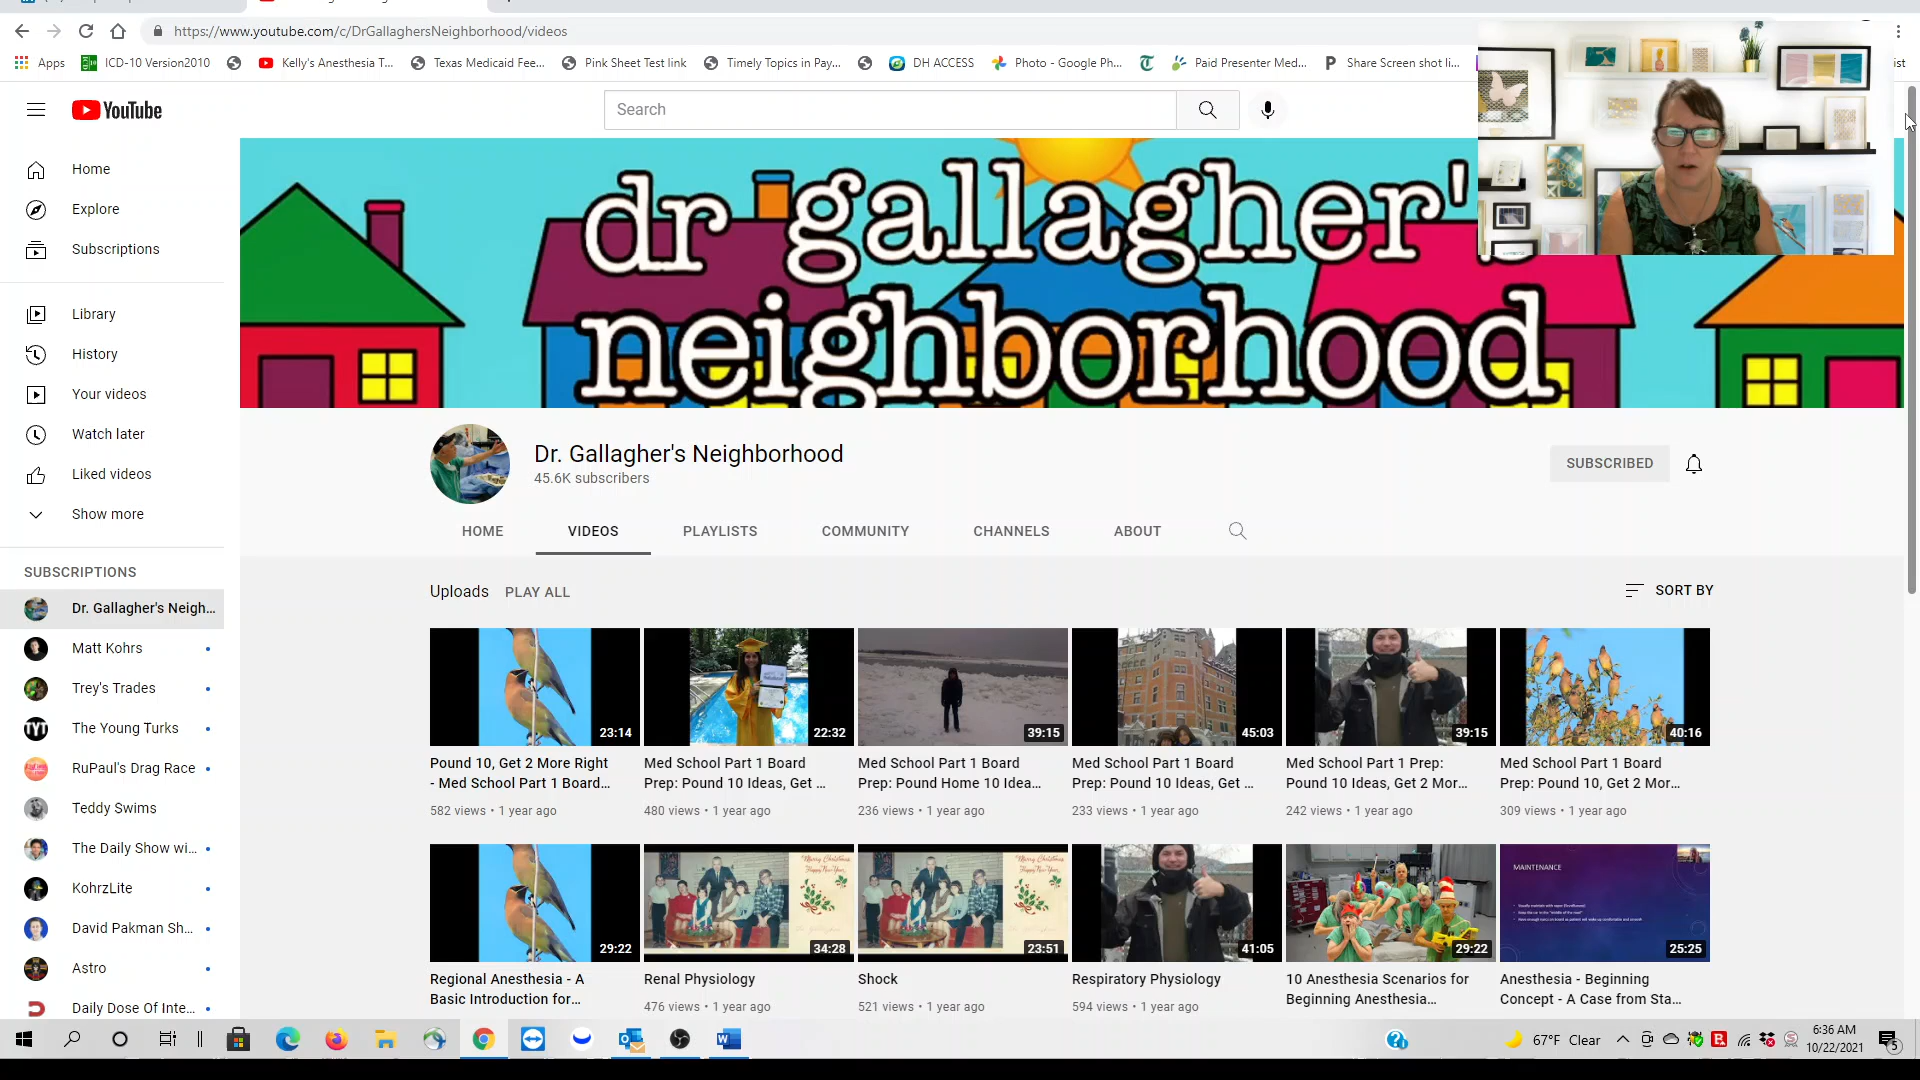 https://www.youtube.com/c/DrGallaghersNeighborhood/videos
Apps ICD-10 Version2010 Kelly's Anesthesia T... Texas Medicaid Fee... Pink Sheet Test link Timely Topics in Pay... DH ACCESS Photo - Google Ph... Paid Presenter Med... Share Screen shot li... ist
YouTube
Search
Home
Explore
Subscriptions
Library
History
Your videos
Watch later
Liked videos
Show more
SUBSCRIPTIONS
Dr. Gallagher's Neigh...
Matt Kohrs
Trey's Trades
TYT The Young Turks
RuPaul's Drag Race
Teddy Swims
The Daily Show wi...
KohrzLite
David Pakman Sh...
Astro
Daily Dose Of Inte...
dr gallagher's
neighborhood
Dr. Gallagher's Neighborhood
45.6K subscribers
SUBSCRIBED
HOME VIDEOS PLAYLISTS COMMUNITY CHANNELS ABOUT
Uploads PLAY ALL SORT BY
23:14 22:32 39:15 45:03 39:15 40:16
Pound 10, Get 2 More Right
- Med School Part 1 Board...
582 views • 1 year ago
Med School Part 1 Board
Prep: Pound 10 Ideas, Get ...
480 views • 1 year ago
Med School Part 1 Board
Prep: Pound Home 10 Idea...
236 views • 1 year ago
Med School Part 1 Board
Prep: Pound 10 Ideas, Get ...
233 views • 1 year ago
Med School Part 1 Prep:
Pound 10 Ideas, Get 2 Mor...
242 views • 1 year ago
Med School Part 1 Board
Prep: Pound 10, Get 2 Mor...
309 views • 1 year ago
Merry Christmas
Happy New Year
Merry Christmas
Happy New Year
MAINTENANCE
29:22 34:28 23:51 41:05 29:22 25:25
Regional Anesthesia - A
Basic Introduction for...
Renal Physiology
476 views • 1 year ago
Shock
521 views • 1 year ago
Respiratory Physiology
594 views • 1 year ago
10 Anesthesia Scenarios for
Beginning Anesthesia...
Anesthesia - Beginning
Concept - A Case from Sta...
67°F Clear
6:36 AM
10/22/2021
5